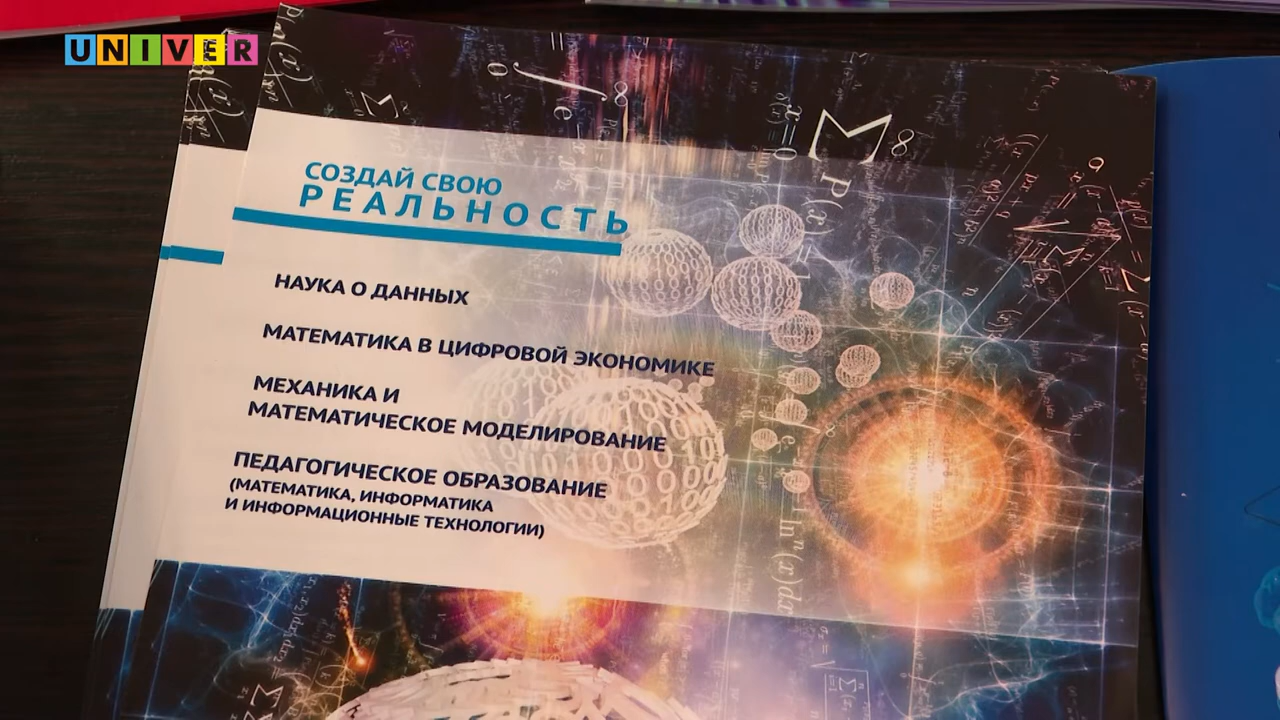 UNIVER
СОЗДАЙ СВОЮ
РЕАЛЬНОСТЬ
НАУКА О ДАННЫХ
МАТЕМАТИКА В ЦИФРОВОЙ ЭКОНОМИКЕ
МЕХАНИКА И
МАТЕМАТИЧЕСКОЕ МОДЕЛИРОВАНИЕ
ПЕДАГОГИЧЕСКОЕ ОБРАЗОВАНИЕ
(МАТЕМАТИКА, ИНФОРМАТИКА
И ИНФОРМАЦИОННЫЕ ТЕХНОЛОГИИ)